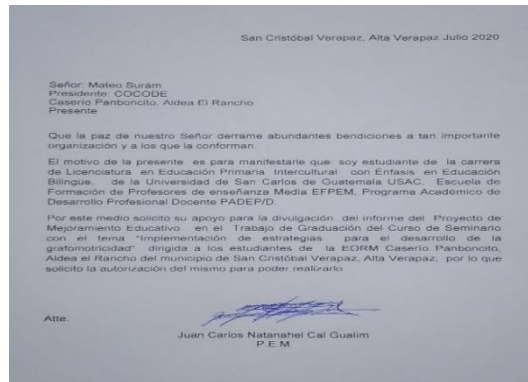 San Cristóbal Verapaz, Alta Verapaz Julio 2020
Señor: Mateo Surám
Presidente: COCODE
Caserío Panboncito, Aldea El Rancho
Presente
Que la paz de nuestro Señor derrame abundantes bendiciones a tan importante
organización y a los que la conforman.
El motivo de la presente es para manifestarle que: soy estudiante de la carrera
de Licenciatura en Educación Primaria Intercultural con Énfasis en Educación
Bilingüe, de la Universidad de San Carlos de Guatemala USAC, Escuela de
Formación de Profesores de enseñanza Media EFPEM, Programa Académico de
Desarrollo Profesional Docente PADEP/D.
Por este medio solicito su apoyo para la divulgación del informe del Proyecto de
Mejoramiento Educativo en el Trabajo de Graduación del Curso de Seminario
con el tema "Implementación de estrategias para el desarrollo de la
grafomotricidad" dirigida a los estudiantes de la EORM Caserío Panboncito,
Aldea el Rancho del municipio de San Cristóbal Verapaz, Alta Verapaz; por lo que
solicito la autorización del mismo para poder realizarlo.
Atte.
Juan Carlos Natanahel Cal Gualim
P.E.M